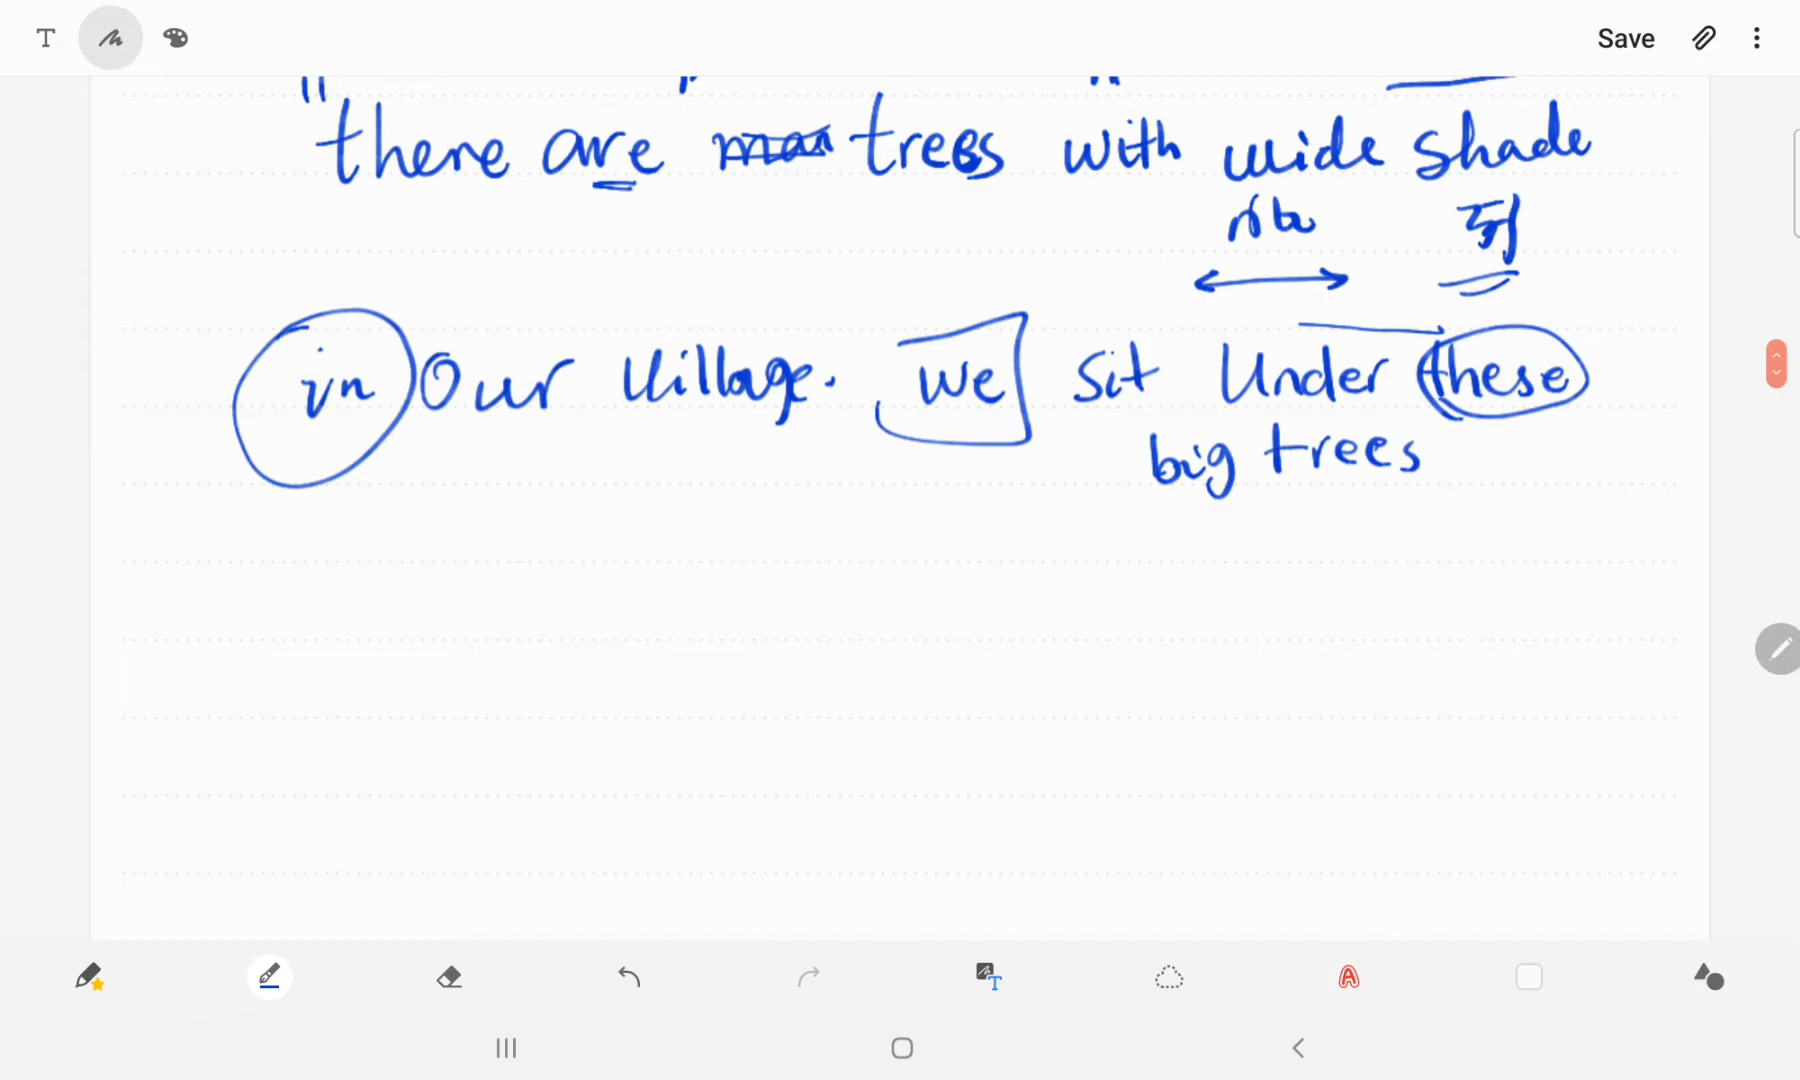 Save
there are trees with wide shade
in Our Village. we Sit Under these
big trees